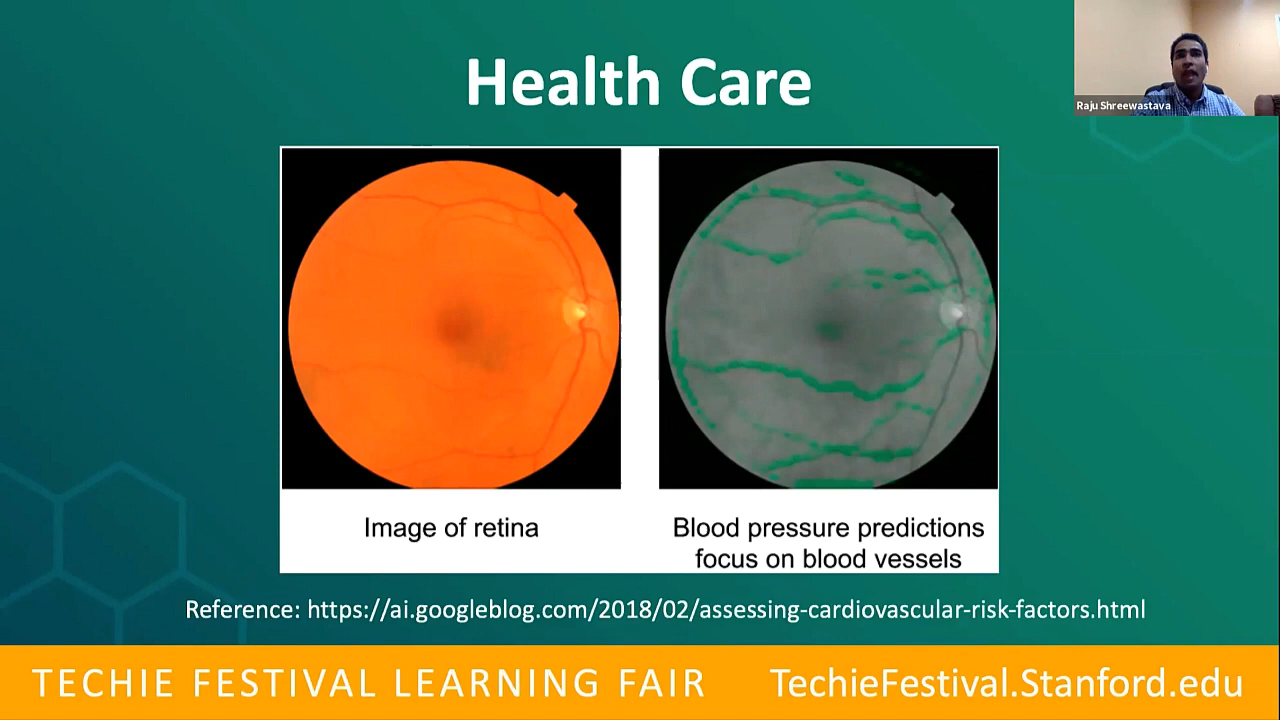 Health Care
Raju Shreewastava
Image of retina
Blood pressure predictions
focus on blood vessels
Reference: https://ai.googleblog.com/2018/02/assessing-cardiovascular-risk-factors.html
TECHIE FESTIVAL LEARNING FAIR
TechieFestival.Stanford.edu